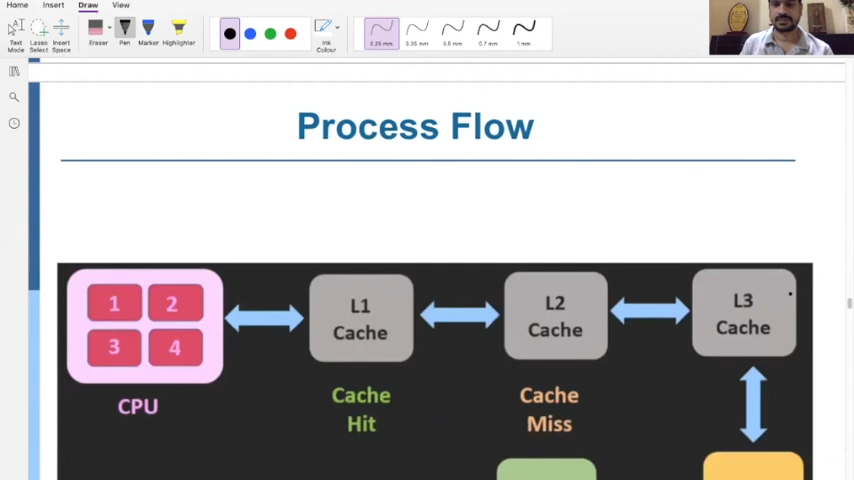 Home Insert Draw View
Text Mode
Lasso Select
Insert Space
Eraser
Pen
Marker
Highlighter
Ink Colour
0.25 mm
0.35 mm
0.5 mm
0.7 mm
1 mm
Process Flow
1 2
3 4
CPU
L1 Cache
L2 Cache
L3 Cache
Cache Hit
Cache Miss